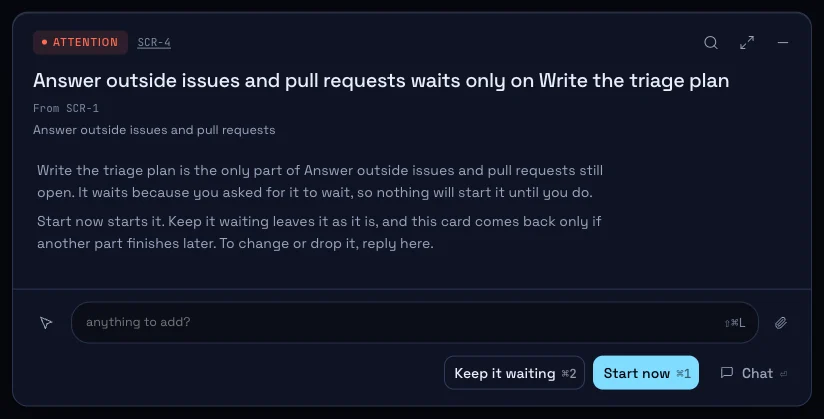 ATTENTION SCR-4
Answer outside issues and pull requests waits only on Write the triage plan
From SCR-1
Answer outside issues and pull requests
Write the triage plan is the only part of Answer outside issues and pull requests still
open. It waits because you asked for it to wait, so nothing will start it until you do.
Start now starts it. Keep it waiting leaves it as it is, and this card comes back only if
another part finishes later. To change or drop it, reply here.
anything to add? ⇧⌘L
Keep it waiting ⌘2 Start now ⌘1 Chat ⏎